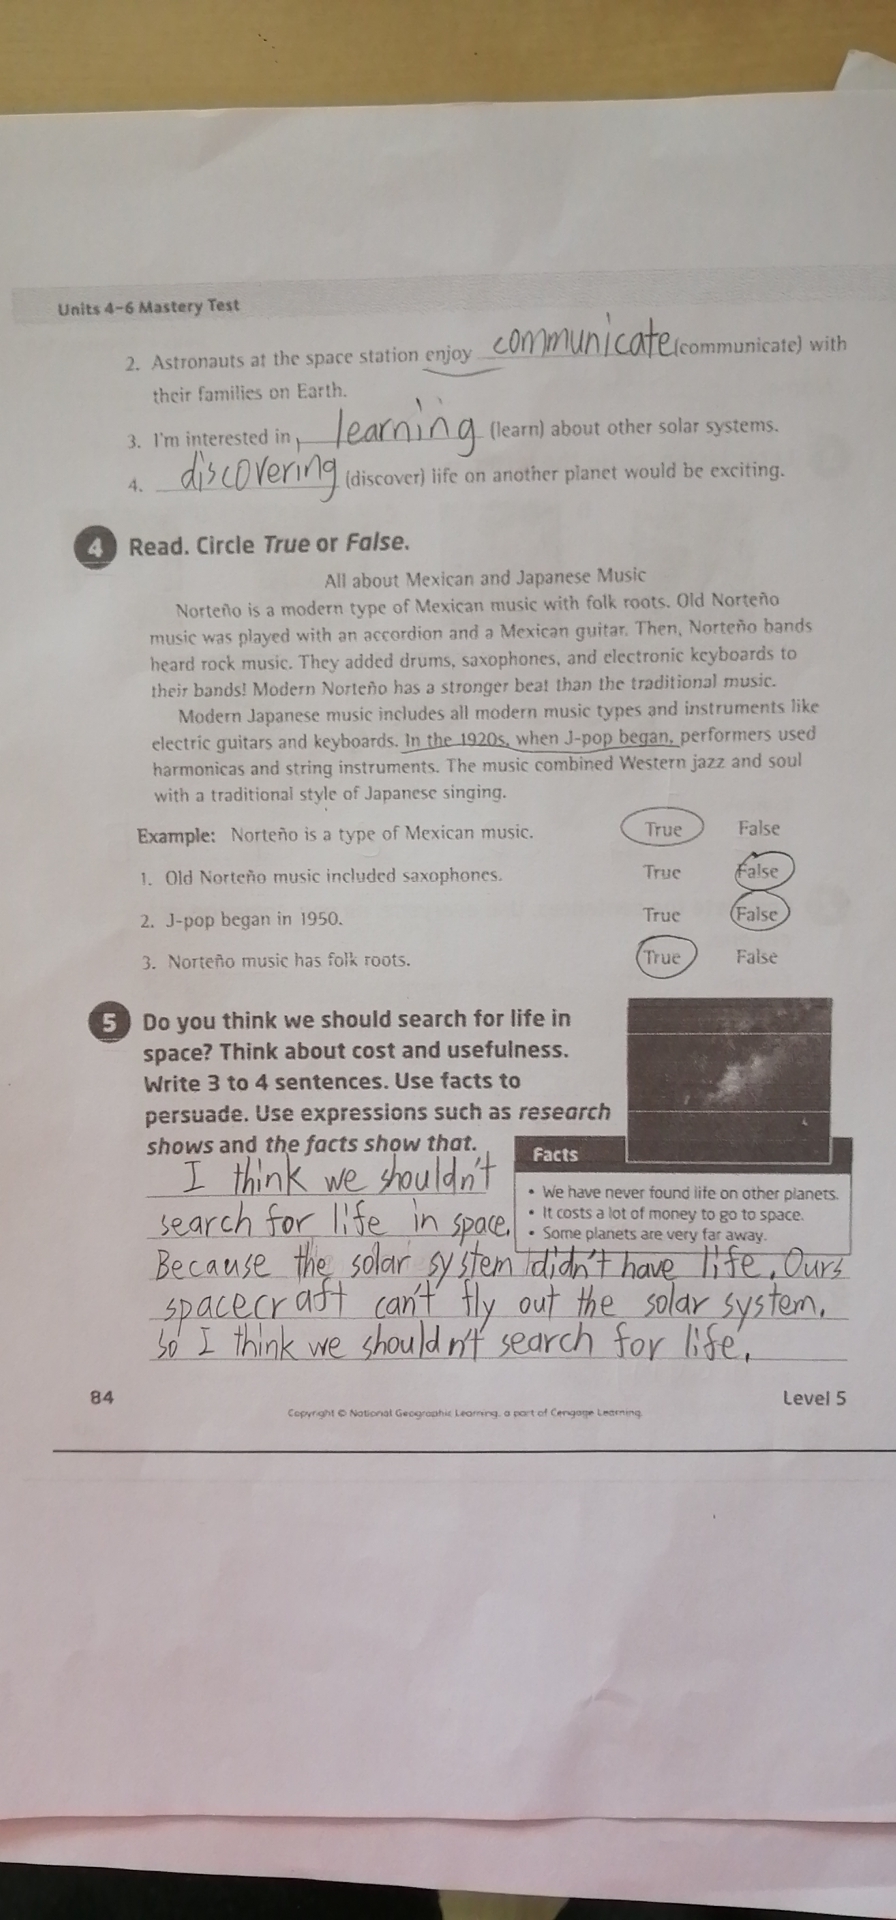 Units 4-6 Mastery Test
2. Astronauts at the space station enjoy communicate (communicate) with
their families on Earth.
3. I'm interested in learning (learn) about other solar systems.
4. discovering (discover) life on another planet would be exciting.
4 Read. Circle True or False.
All about Mexican and Japanese Music
Norteño is a modern type of Mexican music with folk roots. Old Norteño
music was played with an accordion and a Mexican guitar. Then, Norteño bands
heard rock music. They added drums, saxophones, and electronic keyboards to
their bands! Modern Norteño has a stronger beat than the traditional music.
Modern Japanese music includes all modern music types and instruments like
electric guitars and keyboards. In the 1920s, when J-pop began, performers used
harmonicas and string instruments. The music combined Western jazz and soul
with a traditional style of Japanese singing.
Example: Norteño is a type of Mexican music. True False
1. Old Norteño music included saxophones. True False
2. J-pop began in 1950. True False
3. Norteño music has folk roots. True False
5 Do you think we should search for life in
space? Think about cost and usefulness.
Write 3 to 4 sentences. Use facts to
persuade. Use expressions such as research
shows and the facts show that.
Facts
• We have never found life on other planets.
• It costs a lot of money to go to space.
• Some planets are very far away.
I think we shouldn't
search for life in space.
Because the solar system didn't have life. Ours
spacecraft can't fly out the solar system.
So I think we shouldn't search for life.
84
Level 5
Copyright © National Geographic Learning, a part of Cengage Learning